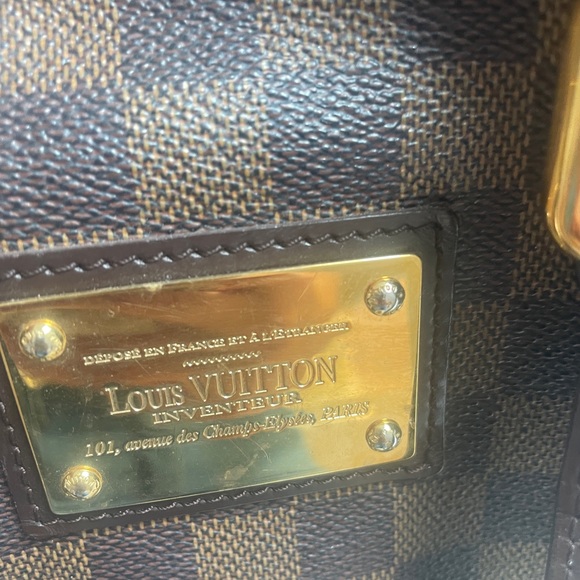 DÉPOSÉ EN FRANCE ET À L'ÉTRANGER
LOUIS VUITTON
INVENTEUR
101, avenue des Champs-Elysées, PARIS